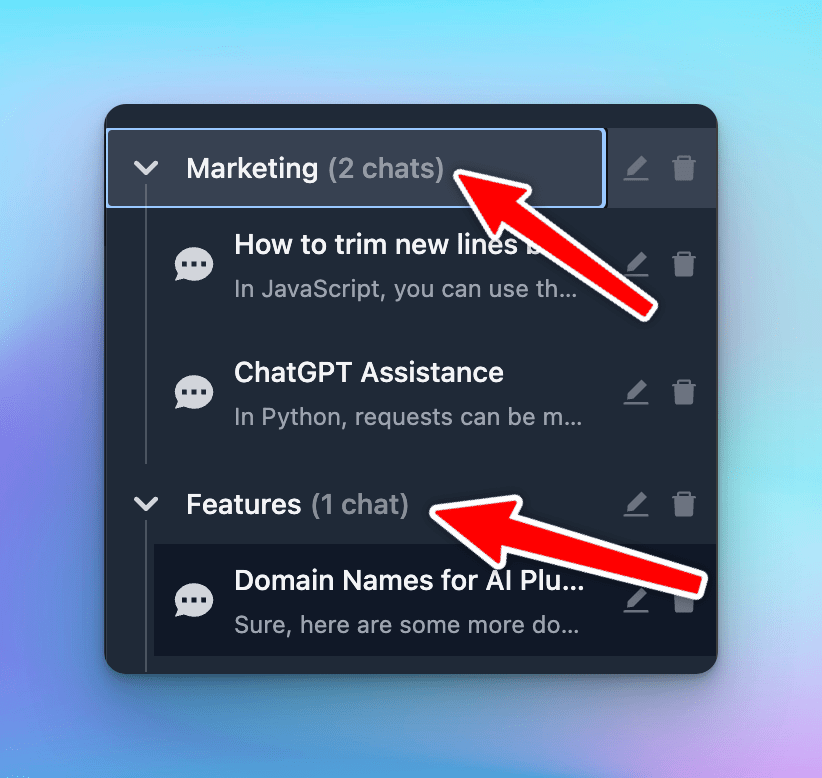 Marketing (2 chats)
How to trim new lines
In JavaScript, you can use th...
ChatGPT Assistance
In Python, requests can be m...
Features (1 chat)
Domain Names for AI Plu...
Sure, here are some more do...